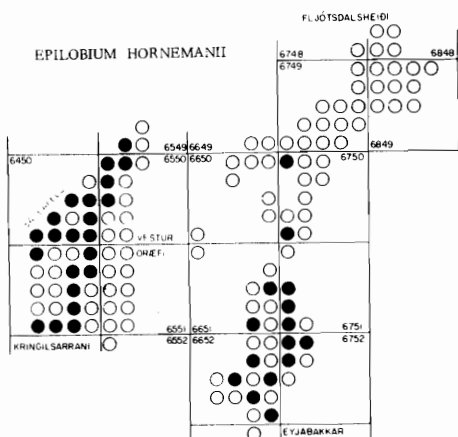 FLJÓTSDALSHEIÐI
EPILOBIUM HORNEMANII
6748
6749
6848
6849
6549 6649
6450
6550 6650
6750
VESTUR
ÖRÆFI
6551 6651
6751
KRINGILSÁRRANI
6552 6652
6752
EYJABAKKAR